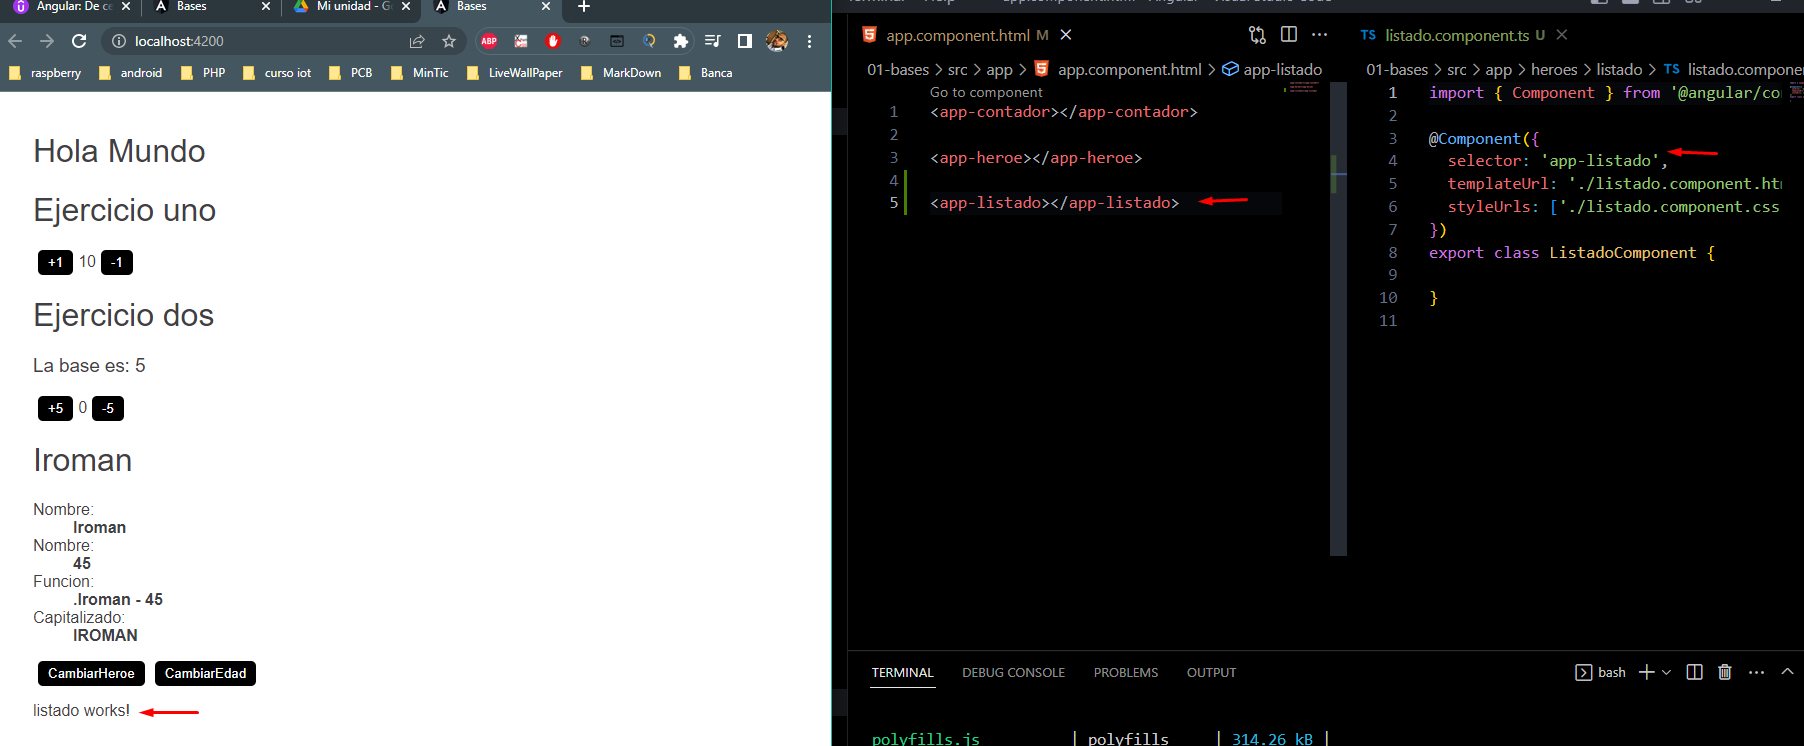 Angular: De ce
Bases
Mi unidad - G
Bases
localhost:4200
ABP
raspberry
android
PHP
curso iot
PCB
MinTic
LiveWallPaper
MarkDown
Banca
Hola Mundo
Ejercicio uno
+1 10 -1
Ejercicio dos
La base es: 5
+5 0 -5
Iroman
Nombre:
Iroman
Nombre:
45
Funcion:
.Iroman - 45
Capitalizado:
IROMAN
CambiarHeroe CambiarEdad
listado works!
app.component.html M
01-bases > src > app > app.component.html > app-listado
Go to component
1 <app-contador></app-contador>
2
3 <app-heroe></app-heroe>
4
5 <app-listado></app-listado>
TS listado.component.ts U
01-bases > src > app > heroes > listado > TS listado.compone
1 import { Component } from '@angular/co
2
3 @Component({
4 selector: 'app-listado',
5 templateUrl: './listado.component.ht
6 styleUrls: ['./listado.component.css
7 })
8 export class ListadoComponent {
9
10 }
11
TERMINAL DEBUG CONSOLE PROBLEMS OUTPUT
bash
polyfills.js | polyfills | 314.26 kB |